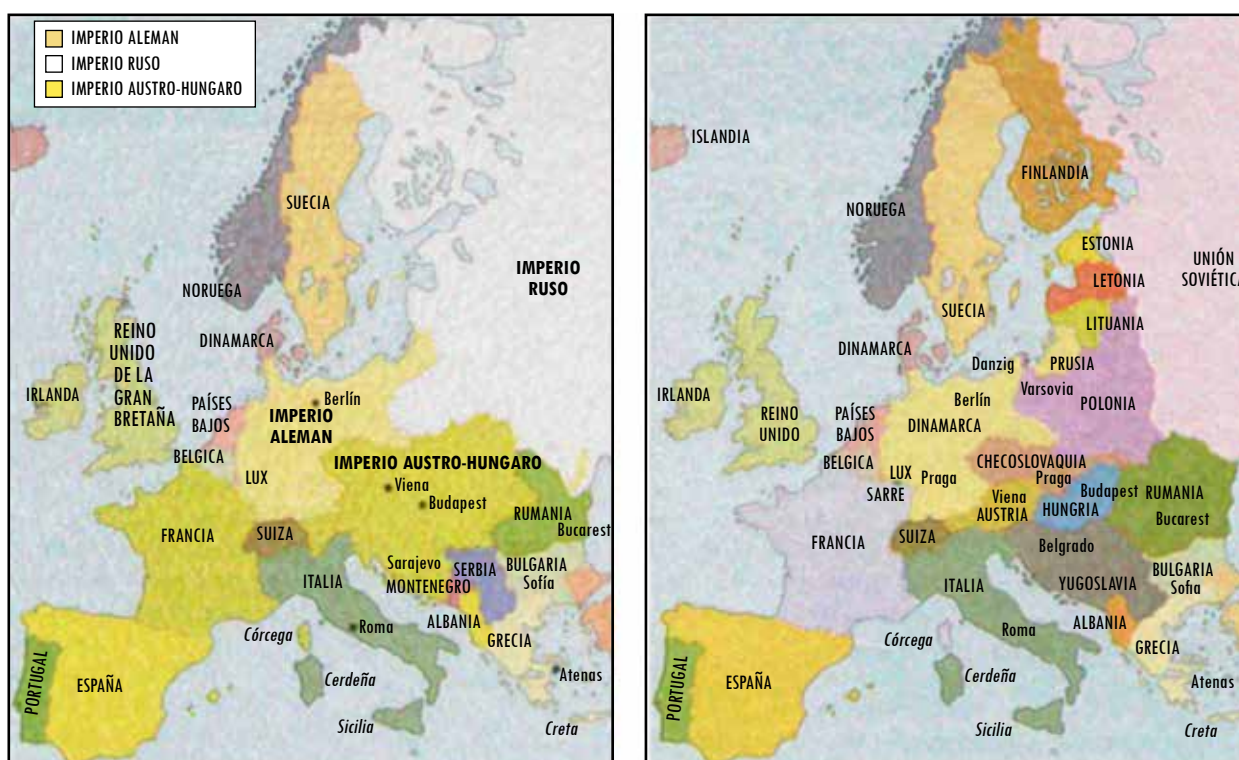 IMPERIO ALEMAN
IMPERIO RUSO
IMPERIO AUSTRO-HUNGARO
SUECIA
IMPERIO
RUSO
NORUEGA
REINO
UNIDO
DE LA
GRAN
BRETAÑA
DINAMARCA
IRLANDA
PAÍSES
BAJOS
Berlín
IMPERIO
ALEMAN
BELGICA
IMPERIO AUSTRO-HUNGARO
LUX
Viena
Budapest
RUMANIA
Bucarest
FRANCIA
SUIZA
Sarajevo
SERBIA
BULGARIA
Sofía
MONTENEGRO
ITALIA
ALBANIA
GRECIA
Córcega
Roma
Atenas
PORTUGAL
ESPAÑA
Cerdeña
Sicilia
Creta
ISLANDIA
FINLANDIA
NORUEGA
ESTONIA
UNIÓN
SOVIÉTICA
LETONIA
SUECIA
LITUANIA
DINAMARCA
Danzig
PRUSIA
IRLANDA
REINO
UNIDO
Varsovia
Berlín
POLONIA
PAÍSES
BAJOS
DINAMARCA
BELGICA
CHECOSLOVAQUIA
LUX
Praga
Praga
SARRE
Viena
AUSTRIA
Budapest
HUNGRIA
RUMANIA
Bucarest
SUIZA
FRANCIA
Belgrado
ITALIA
YUGOSLAVIA
BULGARIA
Sofia
ALBANIA
Córcega
Roma
GRECIA
PORTUGAL
ESPAÑA
Cerdeña
Atenas
Sicilia
Creta